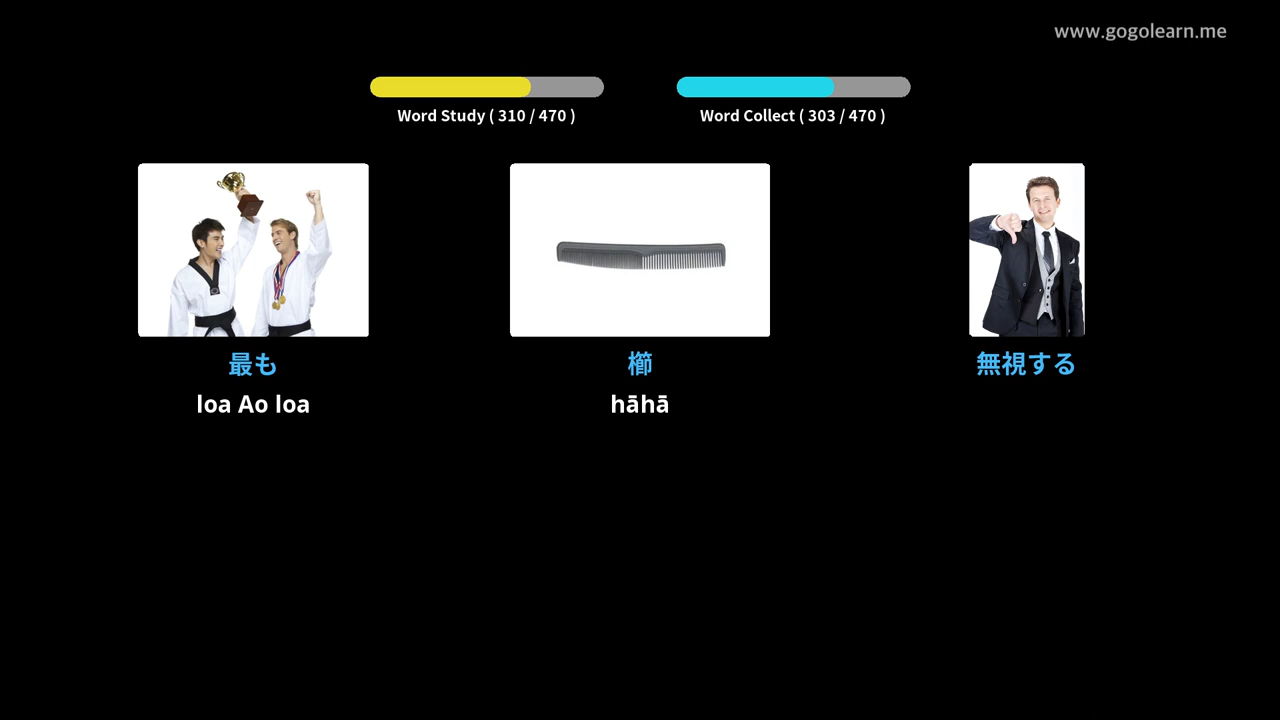 www.gogolearn.me
Word Study ( 310 / 470 )
Word Collect ( 303 / 470 )
最も
櫛
無視する
loa Ao loa
hāhā